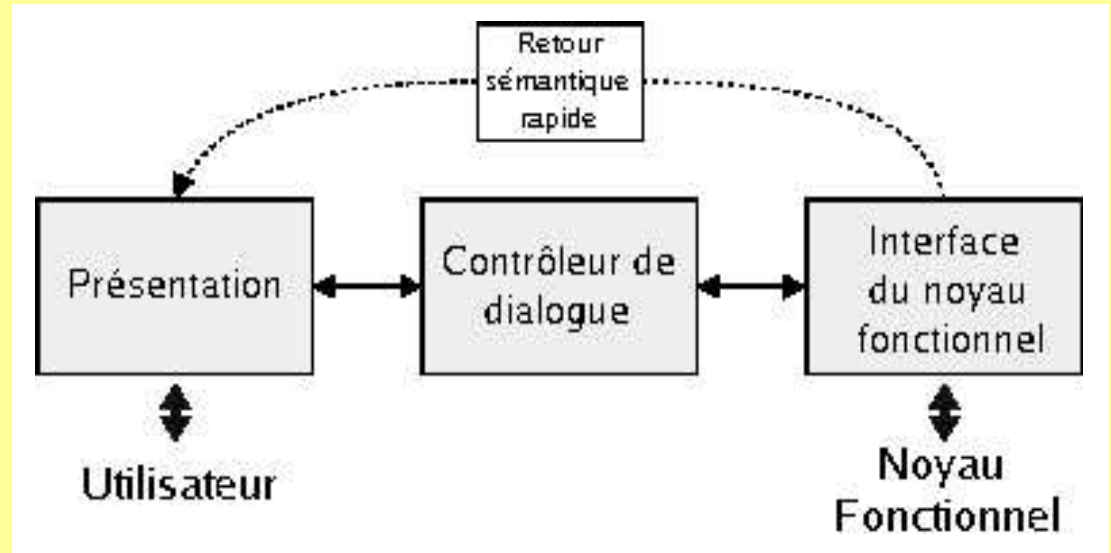 Retour
sémantique
rapide
Présentation
Contrôleur de
dialogue
Interface
du noyau
fonctionnel
Utilisateur
Noyau
Fonctionnel